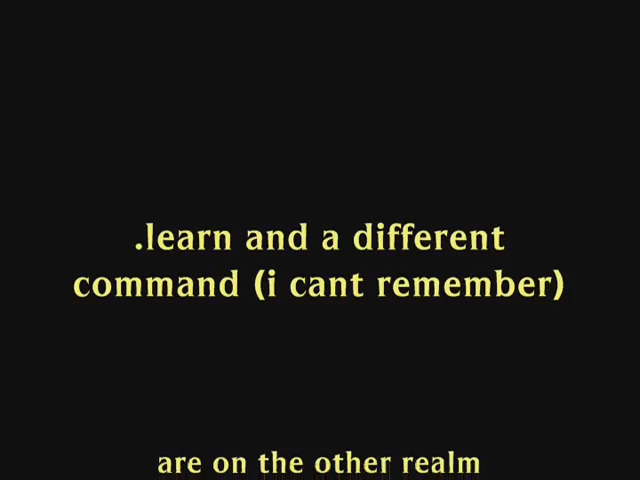 .learn and a different
command (i cant remember)
are on the other realm